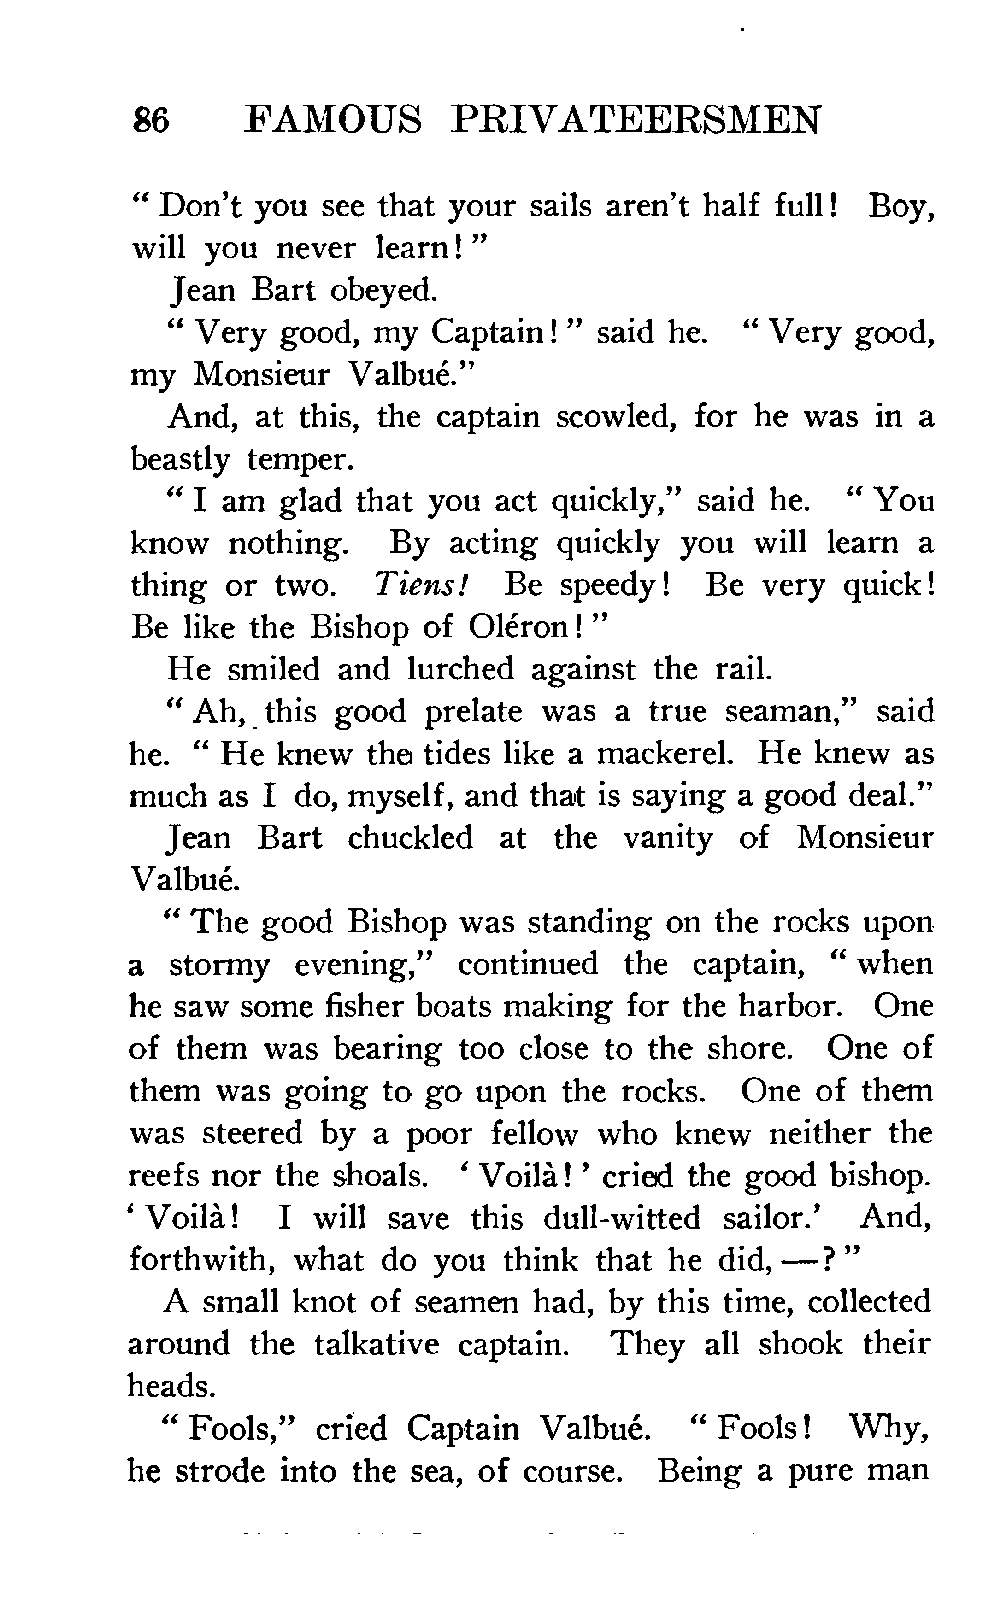 86 FAMOUS PRIVATEERSMEN
“ Don't you see that your sails aren't half full! Boy,
will you never learn! ”
Jean Bart obeyed.
“ Very good, my Captain! ” said he. “ Very good,
my Monsieur Valbué.”
And, at this, the captain scowled, for he was in a
beastly temper.
“ I am glad that you act quickly,” said he. “ You
know nothing. By acting quickly you will learn a
thing or two. Tiens! Be speedy! Be very quick!
Be like the Bishop of Oléron! ”
He smiled and lurched against the rail.
“ Ah, this good prelate was a true seaman,” said
he. “ He knew the tides like a mackerel. He knew as
much as I do, myself, and that is saying a good deal.”
Jean Bart chuckled at the vanity of Monsieur
Valbué.
“ The good Bishop was standing on the rocks upon
a stormy evening,” continued the captain, “ when
he saw some fisher boats making for the harbor. One
of them was bearing too close to the shore. One of
them was going to go upon the rocks. One of them
was steered by a poor fellow who knew neither the
reefs nor the shoals. ‘ Voilà! ’ cried the good bishop.
‘ Voilà! I will save this dull-witted sailor.’ And,
forthwith, what do you think that he did, —? ”
A small knot of seamen had, by this time, collected
around the talkative captain. They all shook their
heads.
“ Fools,” cried Captain Valbué. “ Fools! Why,
he strode into the sea, of course. Being a pure man